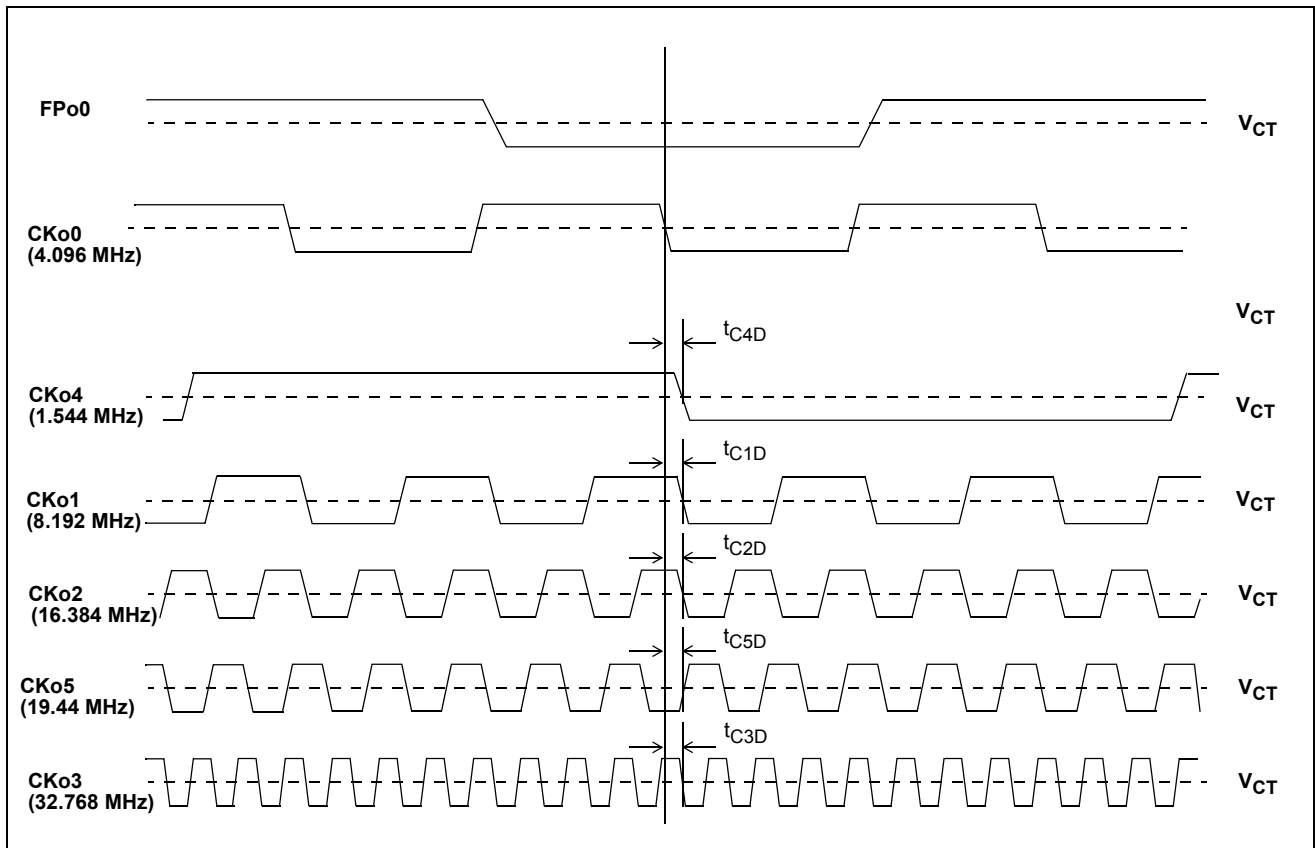 FPo0
VCT
CKo0
(4.096 MHz)
VCT
tC4D
CKo4
(1.544 MHz)
VCT
tC1D
CKo1
(8.192 MHz)
VCT
tC2D
CKo2
(16.384 MHz)
VCT
tC5D
CKo5
(19.44 MHz)
VCT
tC3D
CKo3
(32.768 MHz)
VCT